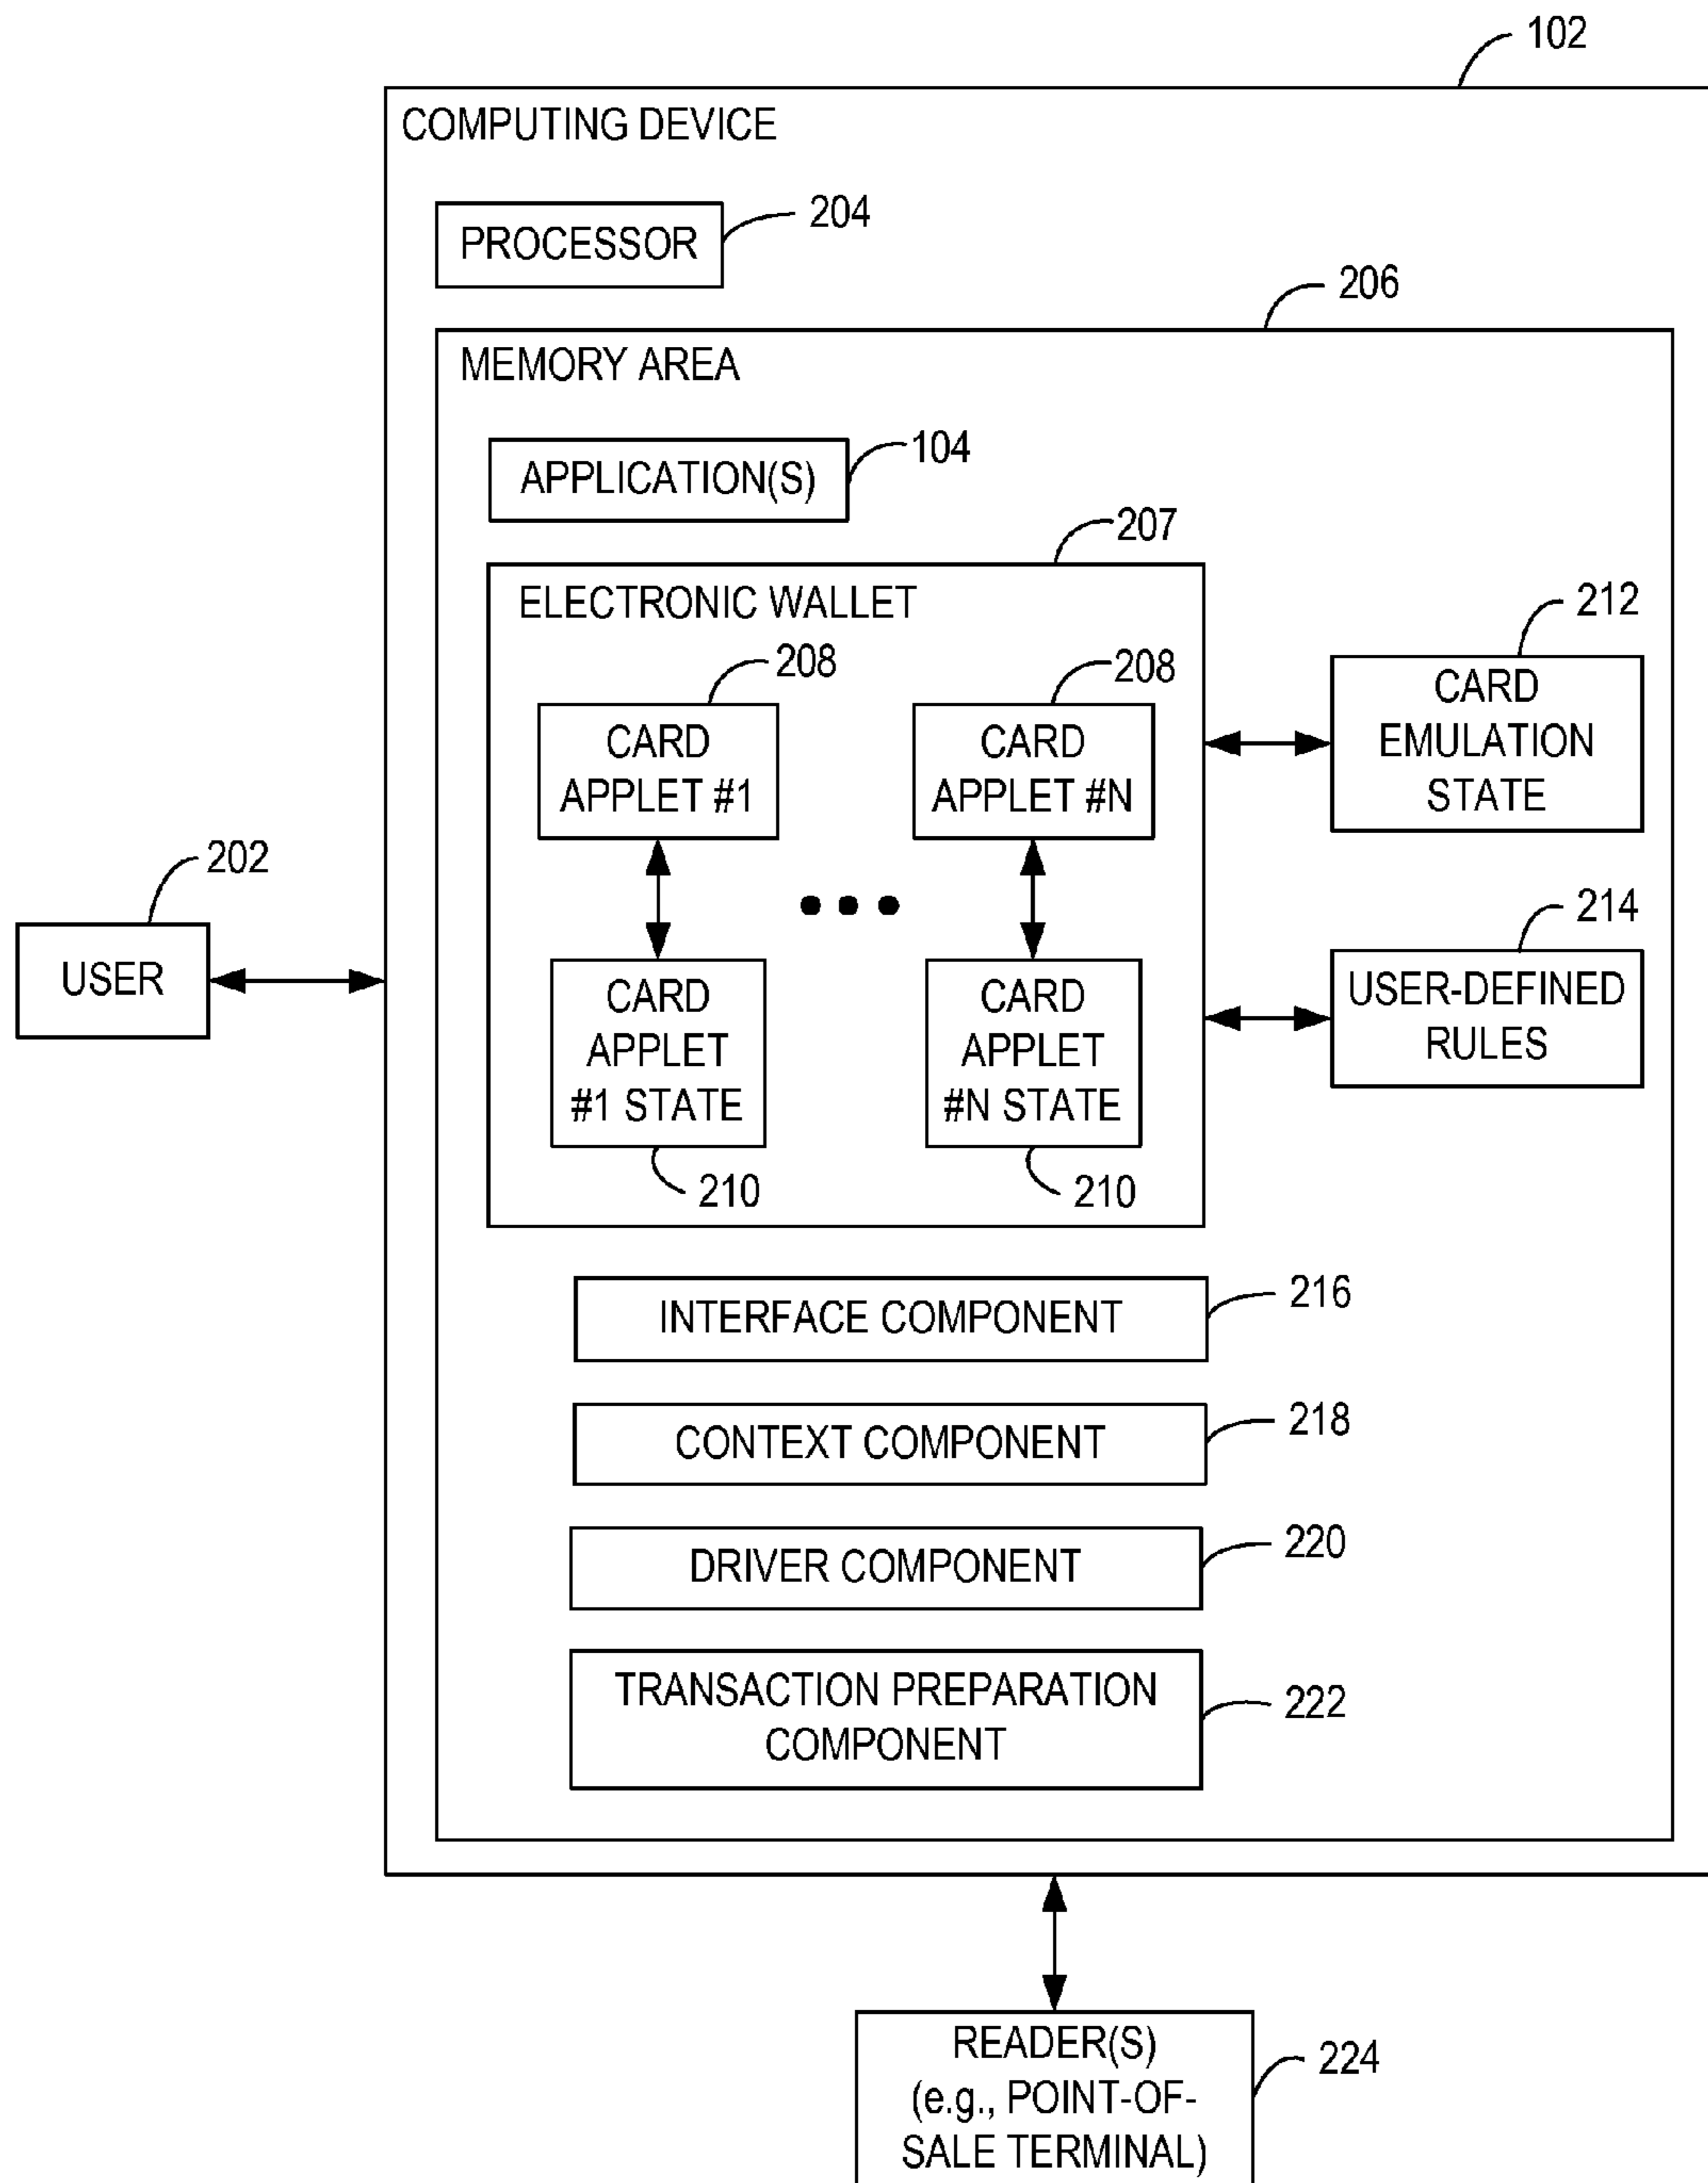 102
COMPUTING DEVICE
PROCESSOR
204
206
MEMORY AREA
APPLICATION(S)
104
207
ELECTRONIC WALLET
208
208
CARD
APPLET #1
CARD
APPLET #N
212
CARD
EMULATION
STATE
202
USER
214
USER-DEFINED
RULES
CARD
APPLET
#1 STATE
CARD
APPLET
#N STATE
210
210
INTERFACE COMPONENT
216
CONTEXT COMPONENT
218
DRIVER COMPONENT
220
TRANSACTION PREPARATION
COMPONENT
222
READER(S)
(e.g., POINT-OF-
SALE TERMINAL)
224